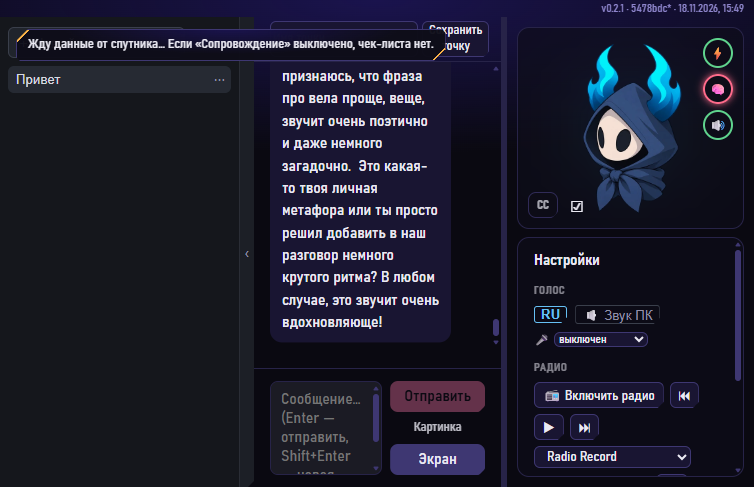 v0.2.1 · 5478bdc* · 18.11.2026, 15:49
Жду данные от спутника… Если «Сопровождение» выключено, чек-листа нет.
Сохранить
точку
Привет
признаюсь, что фраза
про вела проще, веще,
звучит очень поэтично
и даже немного
загадочно. Это какая-
то твоя личная
метафора или ты просто
решил добавить в наш
разговор немного
крутого ритма? В любом
случае, это звучит очень
вдохновляюще!
Сообщение…
(Enter —
отправить,
Shift+Enter
Отправить
Картинка
Экран
CC
Настройки
ГОЛОС
RU
Звук ПК
выключен
РАДИО
Включить радио
Radio Record